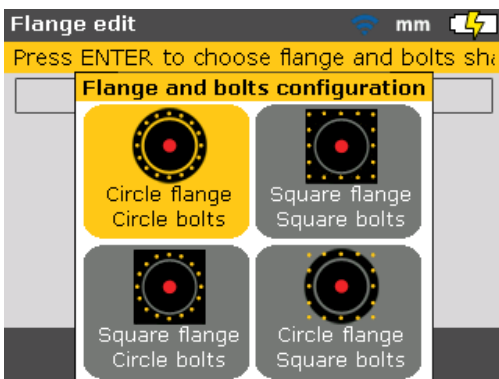 Flange edit mm
Press ENTER to choose flange and bolts
Flange and bolts configuration
Circle flange
Circle bolts
Square flange
Square bolts
Square flange
Circle bolts
Circle flange
Square bolts